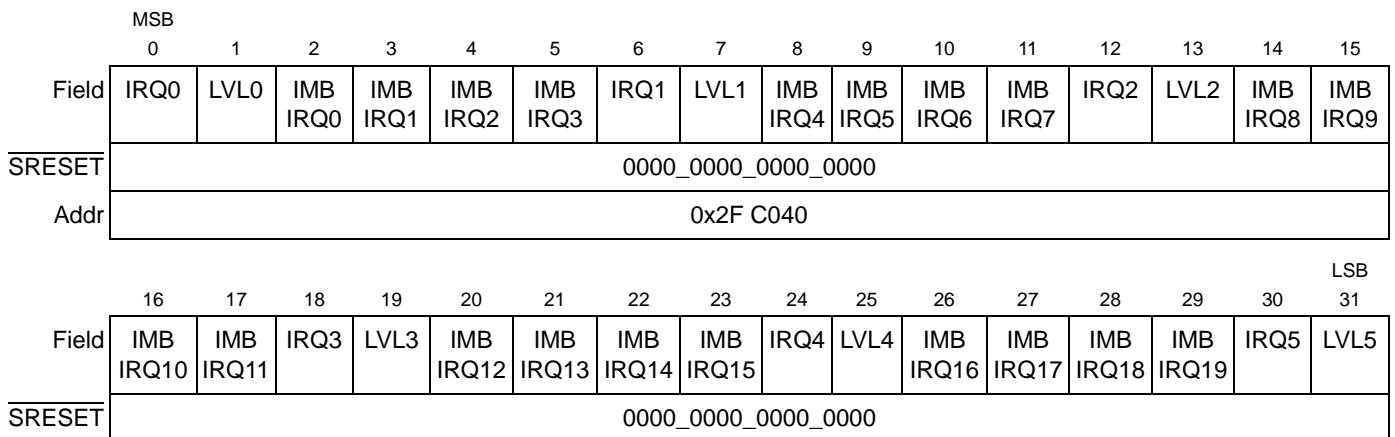 MSB
0 1 2 3 4 5 6 7 8 9 10 11 12 13 14 15
Field IRQ0 LVL0 IMB IMB IMB IMB IRQ1 LVL1 IMB IMB IMB IMB IRQ2 LVL2 IMB IMB
IRQ0 IRQ1 IRQ2 IRQ3 IRQ4 IRQ5 IRQ6 IRQ7 IRQ8 IRQ9
SRESET 0000_0000_0000_0000
Addr 0x2F C040
LSB
16 17 18 19 20 21 22 23 24 25 26 27 28 29 30 31
Field IMB IMB IRQ3 LVL3 IMB IMB IMB IMB IRQ4 LVL4 IMB IMB IMB IMB IRQ5 LVL5
IRQ10 IRQ11 IRQ12 IRQ13 IRQ14 IRQ15 IRQ16 IRQ17 IRQ18 IRQ19
SRESET 0000_0000_0000_0000